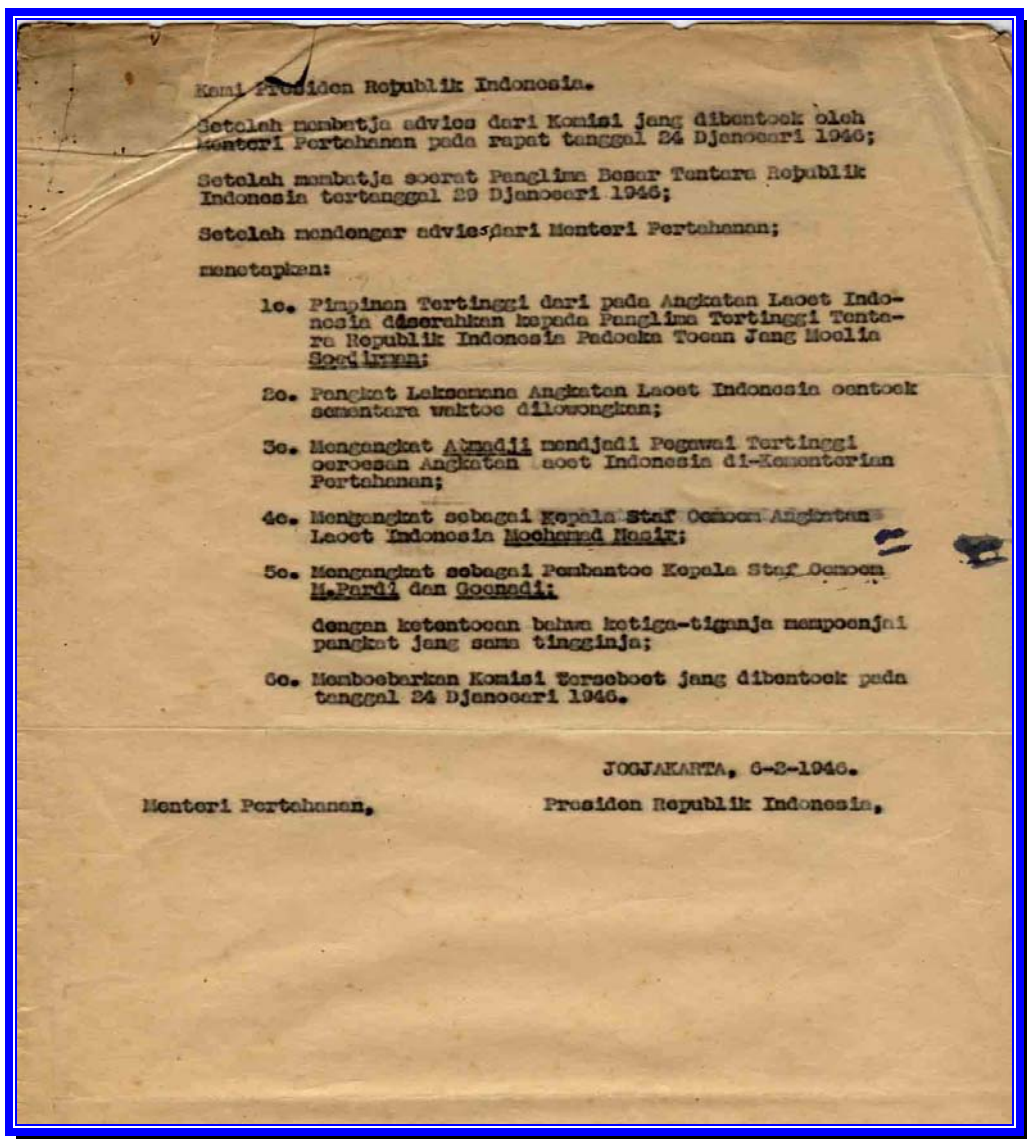 Kami Presiden Republik Indonesia.
Setelah membatja advies dari Komisi jang dibentoek oleh
Menteri Pertahanan pada rapat tanggal 24 Djanoeari 1946;
Setelah membatja soerat Panglima Besar Tentara Republik
Indonesia tertanggal 29 Djanoeari 1946;
Setelah mendengar advies dari Menteri Pertahanan;
menetapkan:
1e. Pimpinan Tertinggi dari pada Angkatan Laoet Indo-
nesia diserahkan kepada Panglima Tertinggi Tenta-
ra Republik Indonesia Padoeka Toean Jang Moelia
Soedirman;
2e. Pangkat Laksamana Angkatan Laoet Indonesia oentoek
sementara waktoe dilowongkan;
3e. Mengangkat Atmadji mendjadi Pegawai Tertinggi
oeroesan Angkatan Laoet Indonesia di-Kementerian
Pertahanan;
4e. Mengangkat sebagai Kepala Staf Oemoem Angkatan
Laoet Indonesia Mochamad Nasir;
5e. Mengangkat sebagai Pembantoe Kepala Staf Oemoem
M.Pardi dan Goenadi;
dengan ketentoean bahwa ketiga-tiganja mempoenjai
pangkat jang sama tingginja;
6e. Memboebarkan Komisi terseboet jang dibentoek pada
tanggal 24 Djanoeari 1946.
JOGJAKARTA, 6-2-1946.
Menteri Pertahanan, Presiden Republik Indonesia,